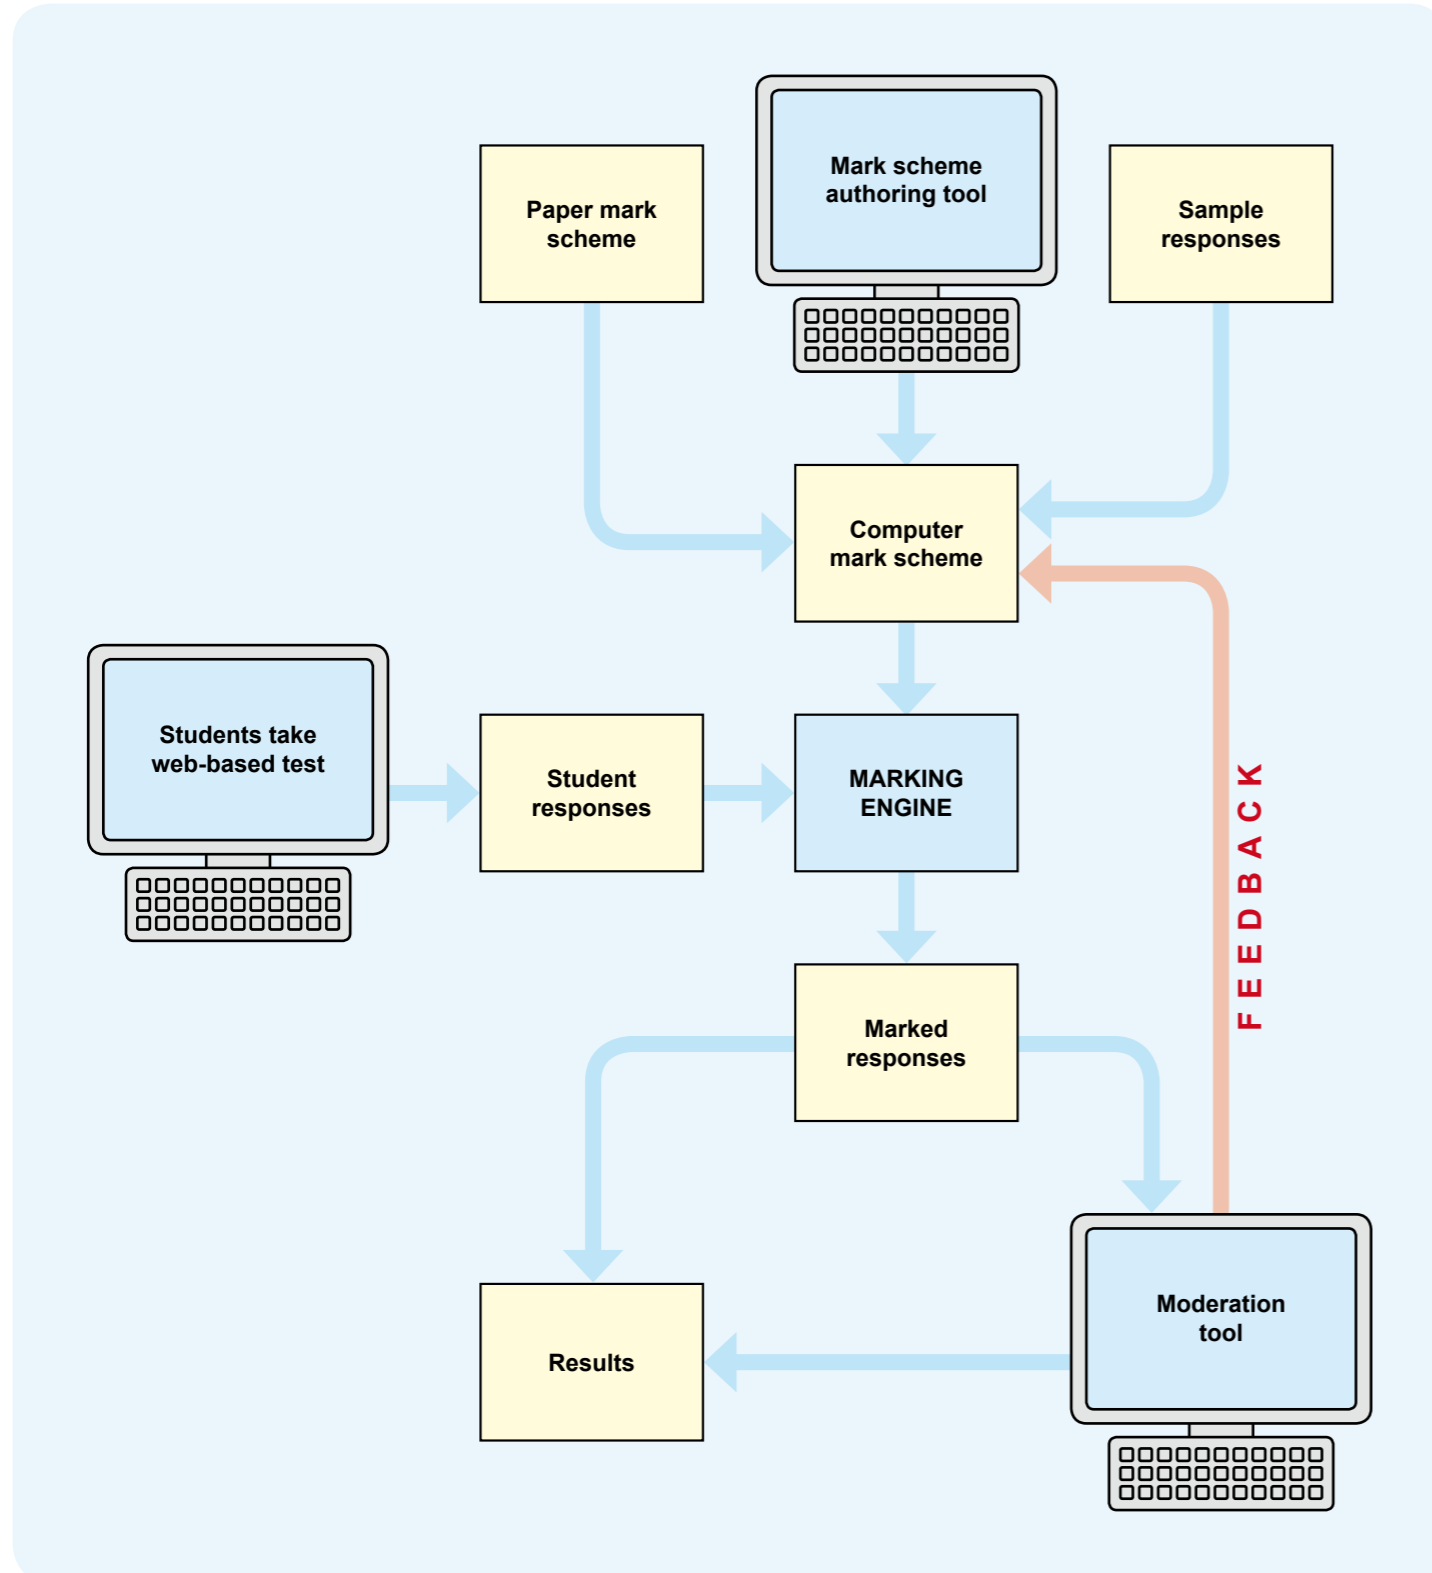 Paper mark
scheme
Mark scheme
authoring tool
Sample
responses
Computer
mark scheme
Students take
web-based test
Student
responses
MARKING
ENGINE
FEEDBACK
Marked
responses
Moderation
tool
Results